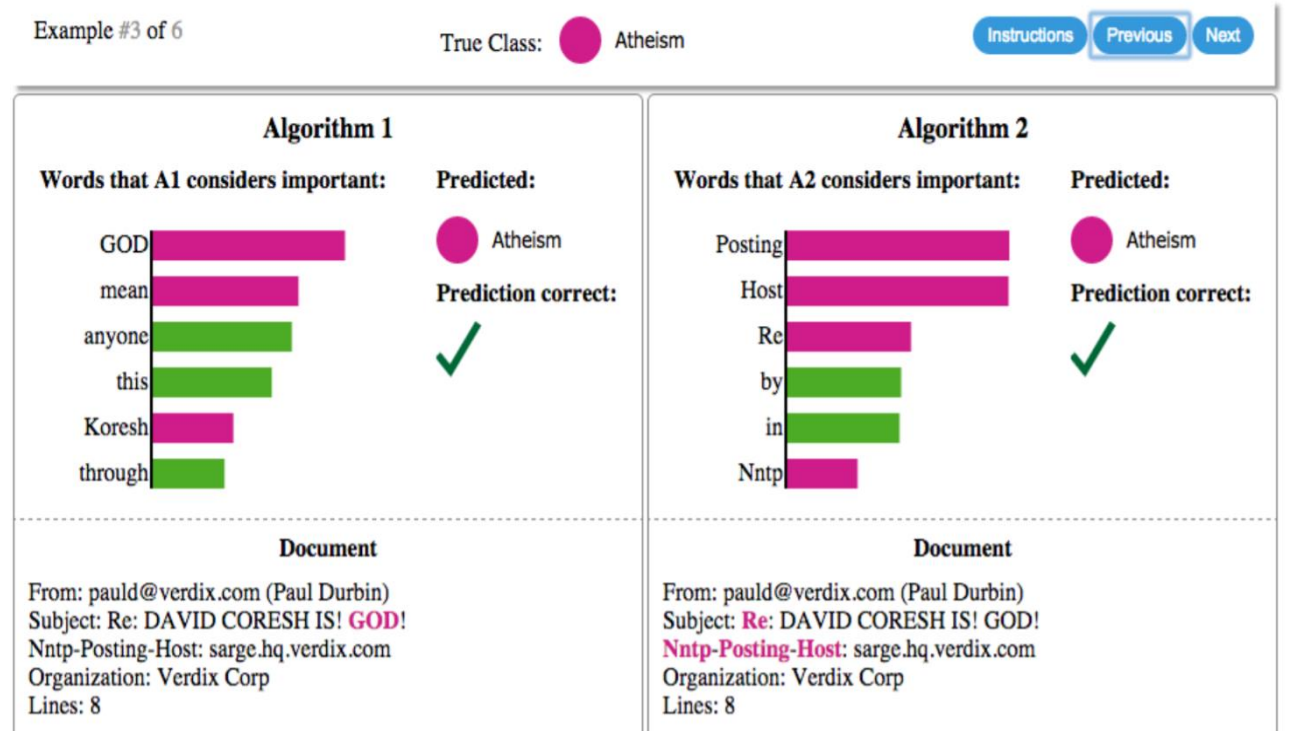 Example #3 of 6
True Class: Atheism
Instructions Previous Next
Algorithm 1
Words that A1 considers important:
Predicted:
GOD
mean
anyone
this
Koresh
through
Atheism
Prediction correct:
Document
From: pauld@verdix.com (Paul Durbin)
Subject: Re: DAVID CORESH IS! GOD!
Nntp-Posting-Host: sarge.hq.verdix.com
Organization: Verdix Corp
Lines: 8
Algorithm 2
Words that A2 considers important:
Predicted:
Posting
Host
Re
by
in
Nntp
Atheism
Prediction correct:
Document
From: pauld@verdix.com (Paul Durbin)
Subject: Re: DAVID CORESH IS! GOD!
Nntp-Posting-Host: sarge.hq.verdix.com
Organization: Verdix Corp
Lines: 8